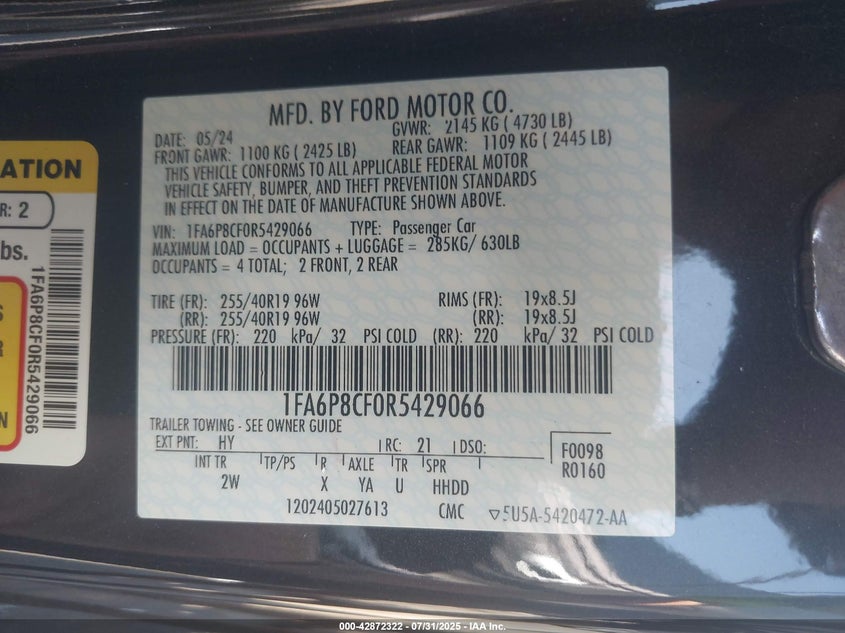 ATION
R: 2
lbs.
S
R
N
1FA6P8CF0R5429066
MFD. BY FORD MOTOR CO.
DATE: 05/24 GVWR: 2145 KG ( 4730 LB)
FRONT GAWR: 1100 KG ( 2425 LB) REAR GAWR: 1109 KG ( 2445 LB)
THIS VEHICLE CONFORMS TO ALL APPLICABLE FEDERAL MOTOR
VEHICLE SAFETY, BUMPER, AND THEFT PREVENTION STANDARDS
IN EFFECT ON THE DATE OF MANUFACTURE SHOWN ABOVE.
VIN: 1FA6P8CF0R5429066 TYPE: Passenger Car
MAXIMUM LOAD = OCCUPANTS + LUGGAGE = 285KG/ 630LB
OCCUPANTS = 4 TOTAL; 2 FRONT, 2 REAR
TIRE (FR): 255/40R19 96W RIMS (FR): 19x8.5J
(RR): 255/40R19 96W (RR): 19x8.5J
PRESSURE (FR): 220 kPa/ 32 PSI COLD (RR): 220 kPa/ 32 PSI COLD
1FA6P8CF0R5429066
TRAILER TOWING - SEE OWNER GUIDE
EXT PNT: HY RC: 21 DSO: F0098
INT TR TP/PS R AXLE TR SPR R0160
2W X YA U HHDD
1202405027613 CMC 5U5A-5420472-AA
000-42872322 | 07/31/2025 - IAA Inc.